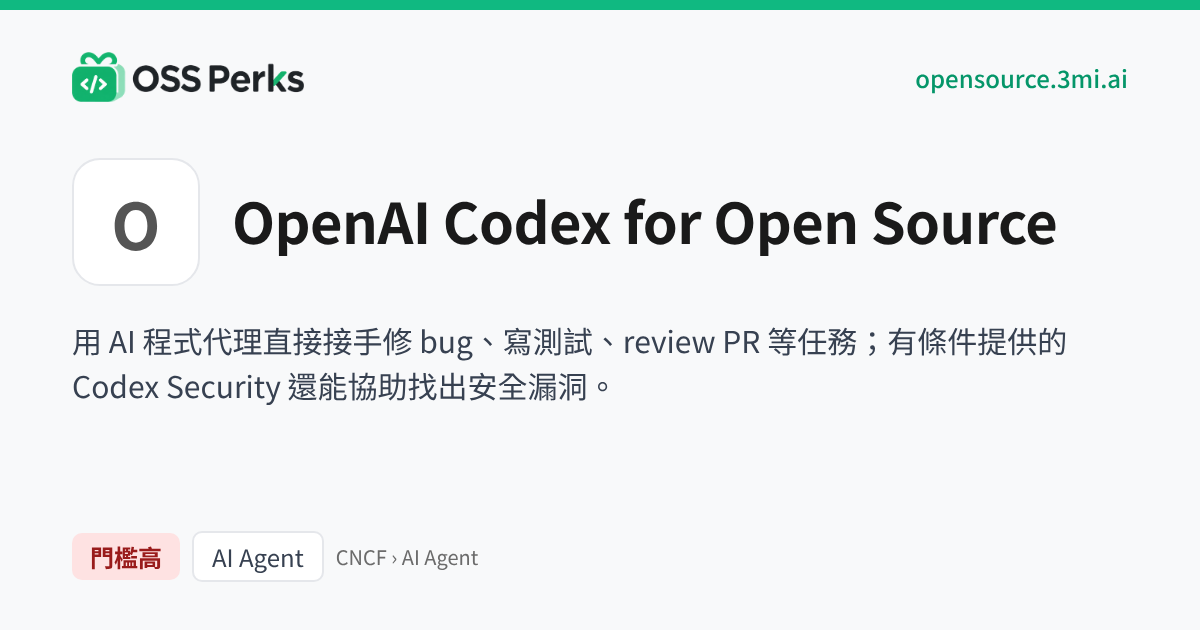 </> OSS Perks
opensource.3mi.ai
O
OpenAI Codex for Open Source
用 AI 程式代理直接接手修 bug、寫測試、review PR 等任務；有條件提供的
Codex Security 還能協助找出安全漏洞。
門檻高
AI Agent
CNCF › AI Agent